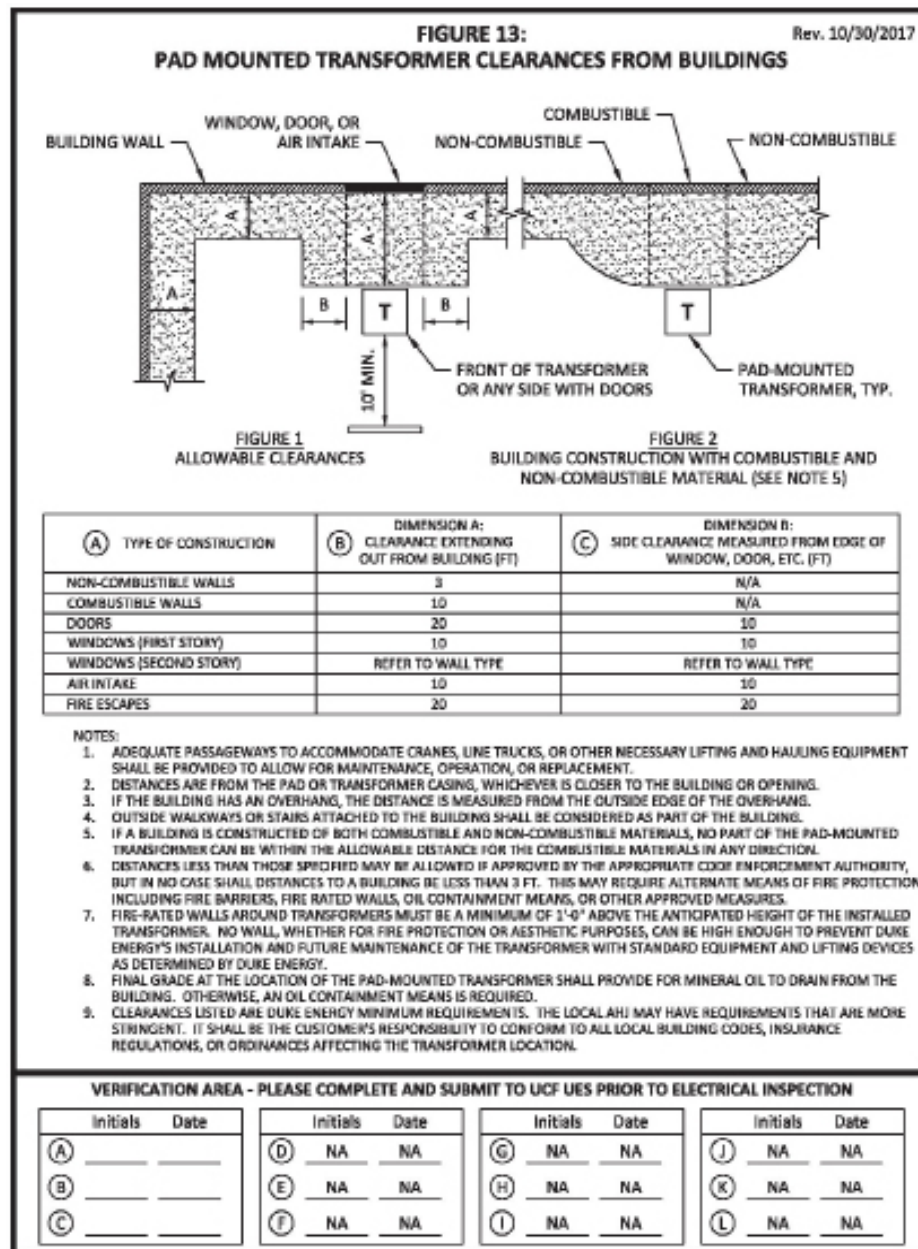 FIGURE 13:
Rev. 10/30/2017
PAD MOUNTED TRANSFORMER CLEARANCES FROM BUILDINGS
BUILDING WALL
WINDOW, DOOR, OR
AIR INTAKE
COMBUSTIBLE
NON-COMBUSTIBLE
NON-COMBUSTIBLE
A
A
A
A
B
B
T
T
10' MIN.
FRONT OF TRANSFORMER
OR ANY SIDE WITH DOORS
PAD-MOUNTED
TRANSFORMER, TYP.
FIGURE 1
ALLOWABLE CLEARANCES
FIGURE 2
BUILDING CONSTRUCTION WITH COMBUSTIBLE AND
NON-COMBUSTIBLE MATERIAL (SEE NOTE 5)
A TYPE OF CONSTRUCTION
B DIMENSION A:
CLEARANCE EXTENDING
OUT FROM BUILDING (FT)
C DIMENSION B:
SIDE CLEARANCE MEASURED FROM EDGE OF
WINDOW, DOOR, ETC. (FT)
NON-COMBUSTIBLE WALLS 3 N/A
COMBUSTIBLE WALLS 10 N/A
DOORS 20 10
WINDOWS (FIRST STORY) 10 10
WINDOWS (SECOND STORY) REFER TO WALL TYPE REFER TO WALL TYPE
AIR INTAKE 10 10
FIRE ESCAPES 20 20
NOTES:
1. ADEQUATE PASSAGEWAYS TO ACCOMMODATE CRANES, LINE TRUCKS, OR OTHER NECESSARY LIFTING AND HAULING EQUIPMENT
SHALL BE PROVIDED TO ALLOW FOR MAINTENANCE, OPERATION, OR REPLACEMENT.
2. DISTANCES ARE FROM THE PAD OR TRANSFORMER CASING, WHICHEVER IS CLOSER TO THE BUILDING OR OPENING.
3. IF THE BUILDING HAS AN OVERHANG, THE DISTANCE IS MEASURED FROM THE OUTSIDE EDGE OF THE OVERHANG.
4. OUTSIDE WALKWAYS OR STAIRS ATTACHED TO THE BUILDING SHALL BE CONSIDERED AS PART OF THE BUILDING.
5. IF A BUILDING IS CONSTRUCTED OF BOTH COMBUSTIBLE AND NON-COMBUSTIBLE MATERIALS, NO PART OF THE PAD-MOUNTED
TRANSFORMER CAN BE WITHIN THE ALLOWABLE DISTANCE FOR THE COMBUSTIBLE MATERIALS IN ANY DIRECTION.
6. DISTANCES LESS THAN THOSE SPECIFIED MAY BE ALLOWED IF APPROVED BY THE APPROPRIATE CODE ENFORCEMENT AUTHORITY,
BUT IN NO CASE SHALL DISTANCES TO A BUILDING BE LESS THAN 3 FT. THIS MAY REQUIRE ALTERNATE MEANS OF FIRE PROTECTION
INCLUDING FIRE BARRIERS, FIRE RATED WALLS, OIL CONTAINMENT MEANS, OR OTHER APPROVED MEASURES.
7. FIRE-RATED WALLS AROUND TRANSFORMERS MUST BE A MINIMUM OF 1'-0" ABOVE THE ANTICIPATED HEIGHT OF THE INSTALLED
TRANSFORMER. NO WALL, WHETHER FOR FIRE PROTECTION OR AESTHETIC PURPOSES, CAN BE HIGH ENOUGH TO PREVENT DUKE
ENERGY'S INSTALLATION AND FUTURE MAINTENANCE OF THE TRANSFORMER WITH STANDARD EQUIPMENT AND LIFTING DEVICES
AS DETERMINED BY DUKE ENERGY.
8. FINAL GRADE AT THE LOCATION OF THE PAD-MOUNTED TRANSFORMER SHALL PROVIDE FOR MINERAL OIL TO DRAIN FROM THE
BUILDING. OTHERWISE, AN OIL CONTAINMENT MEANS IS REQUIRED.
9. CLEARANCES LISTED ARE DUKE ENERGY MINIMUM REQUIREMENTS. THE LOCAL AHJ MAY HAVE REQUIREMENTS THAT ARE MORE
STRINGENT. IT SHALL BE THE CUSTOMER'S RESPONSIBILITY TO CONFORM TO ALL LOCAL BUILDING CODES, INSURANCE
REGULATIONS, OR ORDINANCES AFFECTING THE TRANSFORMER LOCATION.
VERIFICATION AREA - PLEASE COMPLETE AND SUBMIT TO UCF UES PRIOR TO ELECTRICAL INSPECTION
Initials Date Initials Date Initials Date Initials Date
A D NA NA G NA NA J NA NA
B E NA NA H NA NA K NA NA
C F NA NA I NA NA L NA NA